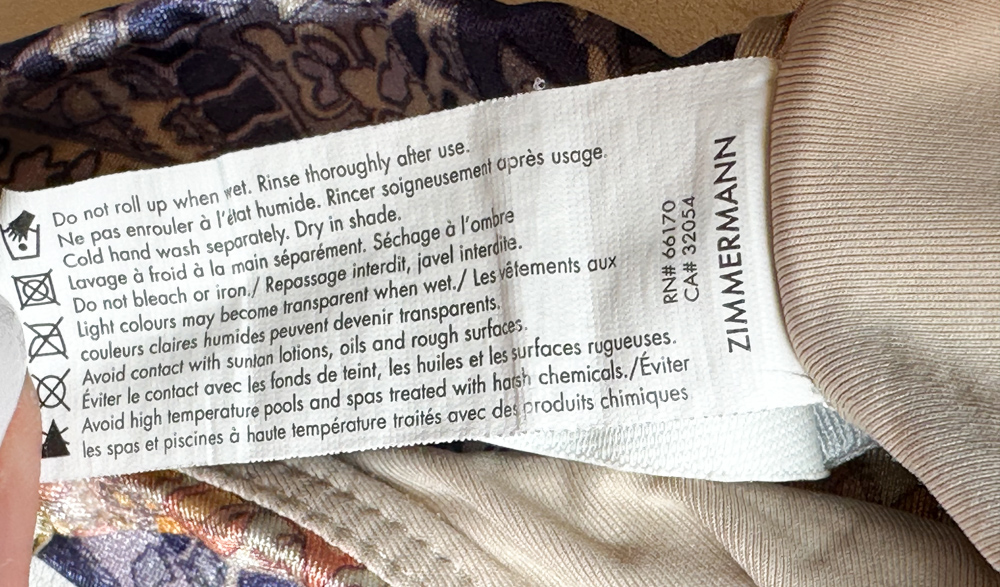 Do not roll up when wet. Rinse thoroughly after use.
Ne pas enrouler à l'état humide. Rincer soigneusement après usage.
Cold hand wash separately. Dry in shade.
Lavage à froid à la main séparément. Séchage à l'ombre
Do not bleach or iron./ Repassage interdit, javel interdite.
Light colours may become transparent when wet./ Les vêtements aux
couleurs claires humides peuvent devenir transparents.
Avoid contact with suntan lotions, oils and rough surfaces.
Éviter le contact avec les fonds de teint, les huiles et les surfaces rugueuses.
Avoid high temperature pools and spas treated with harsh chemicals./Éviter
les spas et piscines à haute température traités avec des produits chimiques
RN# 66170
CA# 32054
ZIMMERMANN